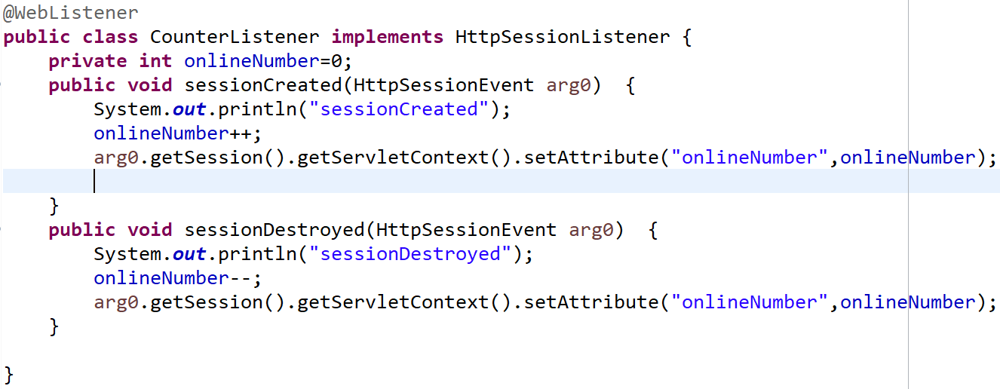 @WebListener
public class CounterListener implements HttpSessionListener {
    private int onlineNumber=0;
    public void sessionCreated(HttpSessionEvent arg0)  {
        System.out.println("sessionCreated");
        onlineNumber++;
        arg0.getSession().getServletContext().setAttribute("onlineNumber",onlineNumber);
    }
    public void sessionDestroyed(HttpSessionEvent arg0)  {
        System.out.println("sessionDestroyed");
        onlineNumber--;
        arg0.getSession().getServletContext().setAttribute("onlineNumber",onlineNumber);
    }
}